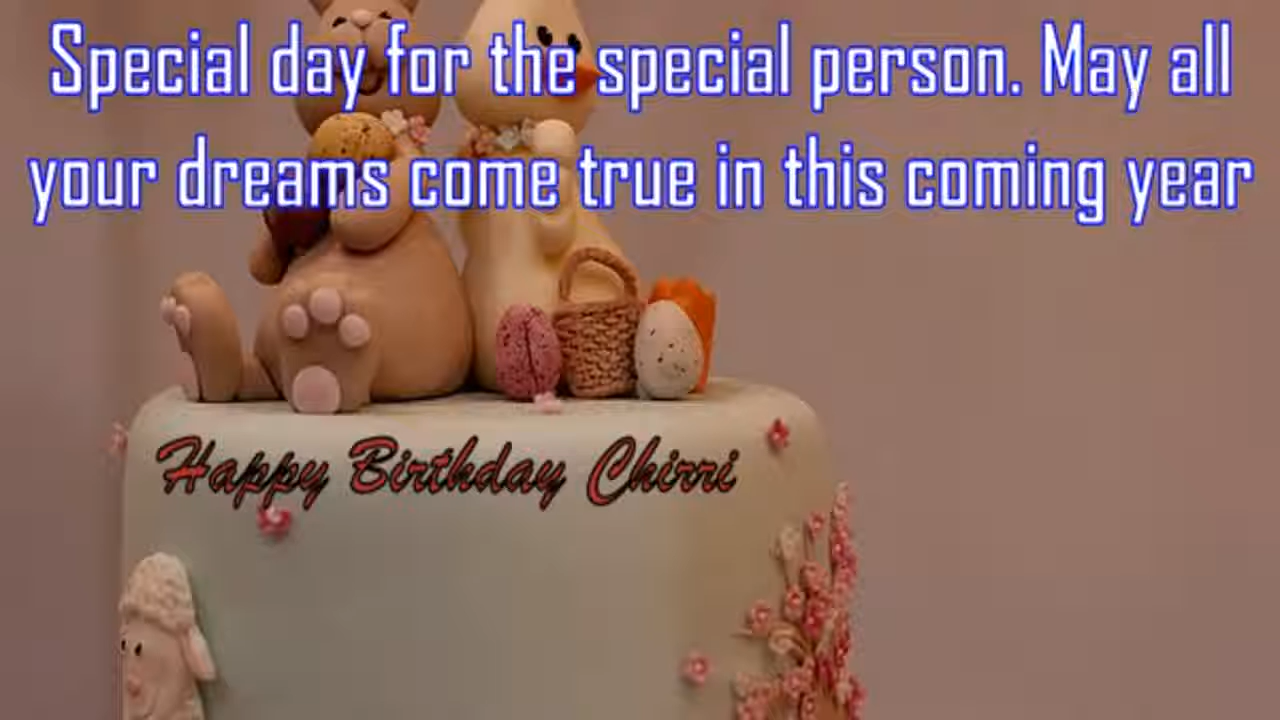 Special day for the special person. May all
your dreams come true in this coming year
Happy Birthday Chirri